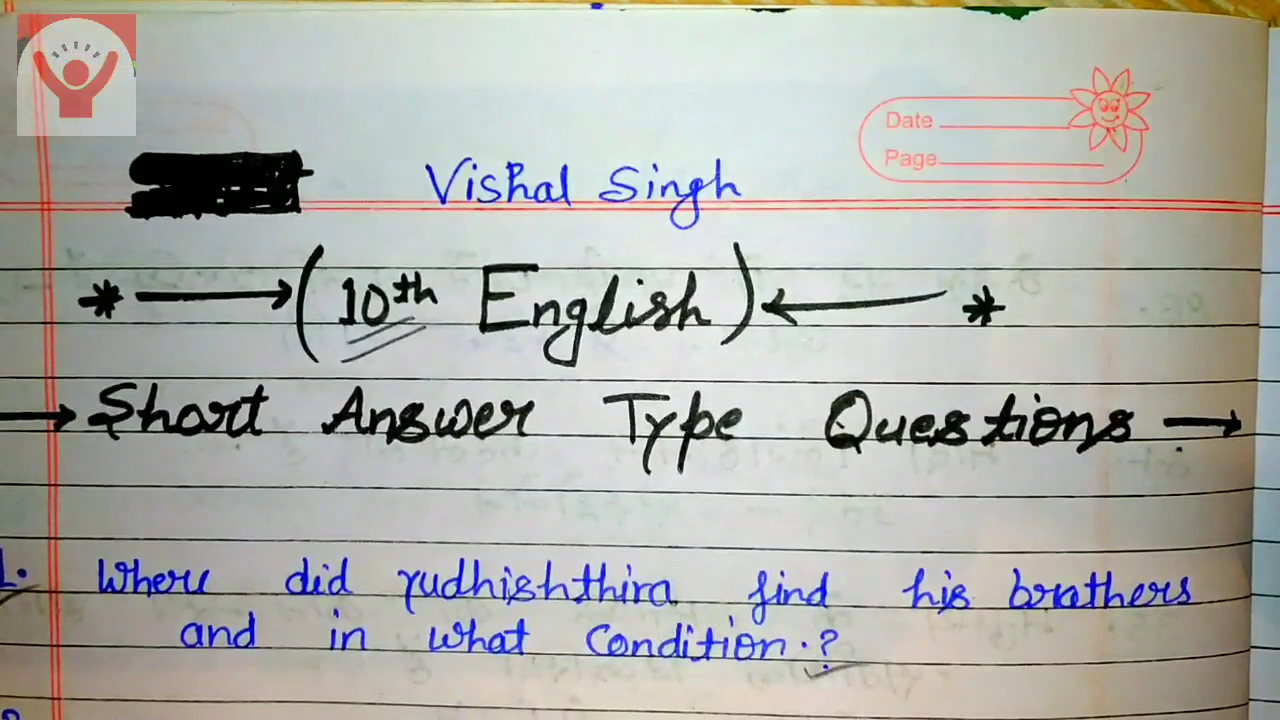 Date
Page
Vishal Singh
* → (10th English) ← *
→ Short Answer Type Questions →
1. Where did yudhishthira find his brothers
and in what Condition.?